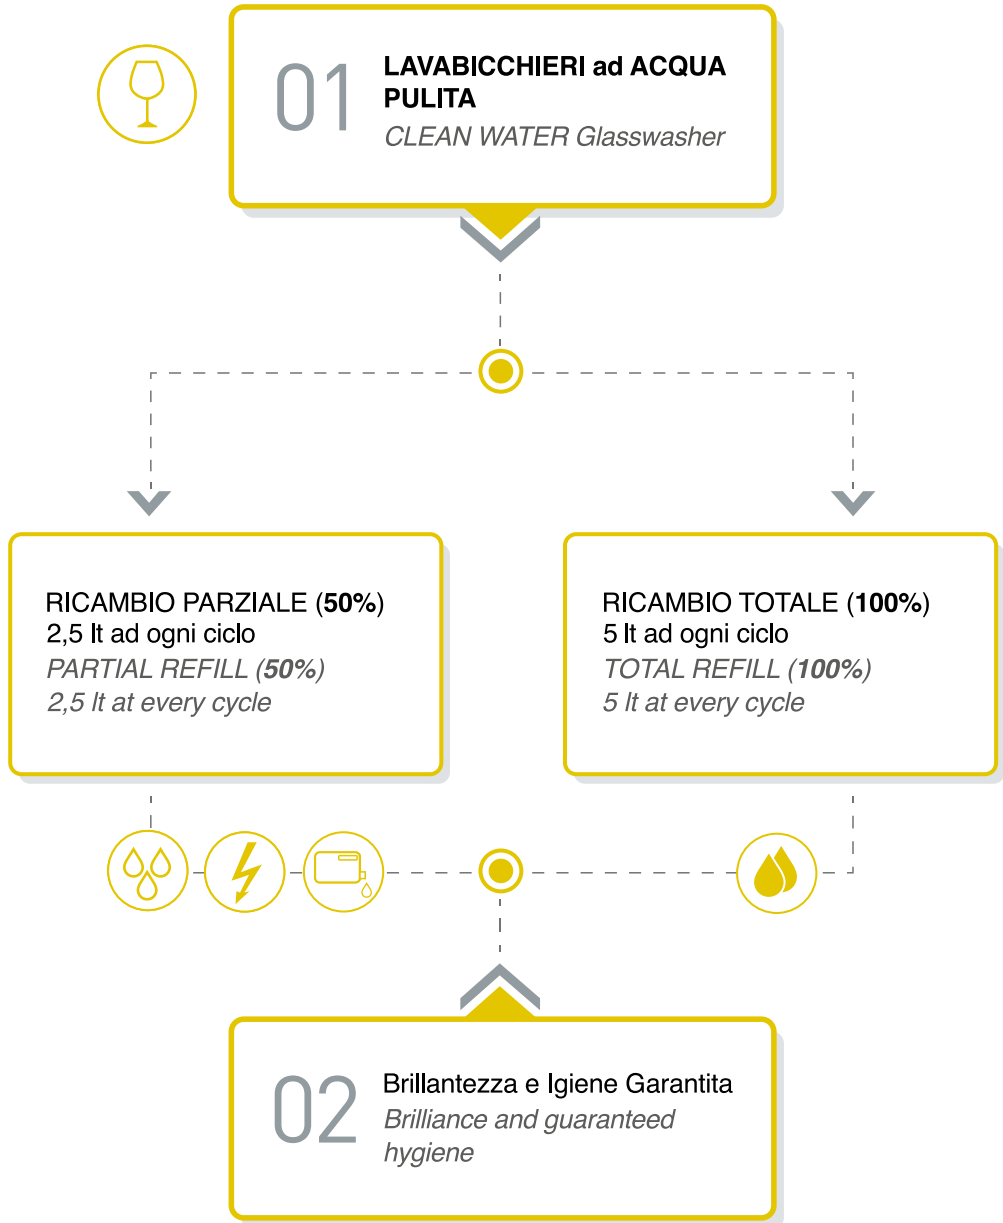 01
LAVABICCHIERI ad ACQUA
PULITA
CLEAN WATER Glasswasher
RICAMBIO PARZIALE (50%)
2,5 lt ad ogni ciclo
PARTIAL REFILL (50%)
2,5 lt at every cycle
RICAMBIO TOTALE (100%)
5 lt ad ogni ciclo
TOTAL REFILL (100%)
5 lt at every cycle
02
Brillantezza e Igiene Garantita
Brilliance and guaranteed
hygiene